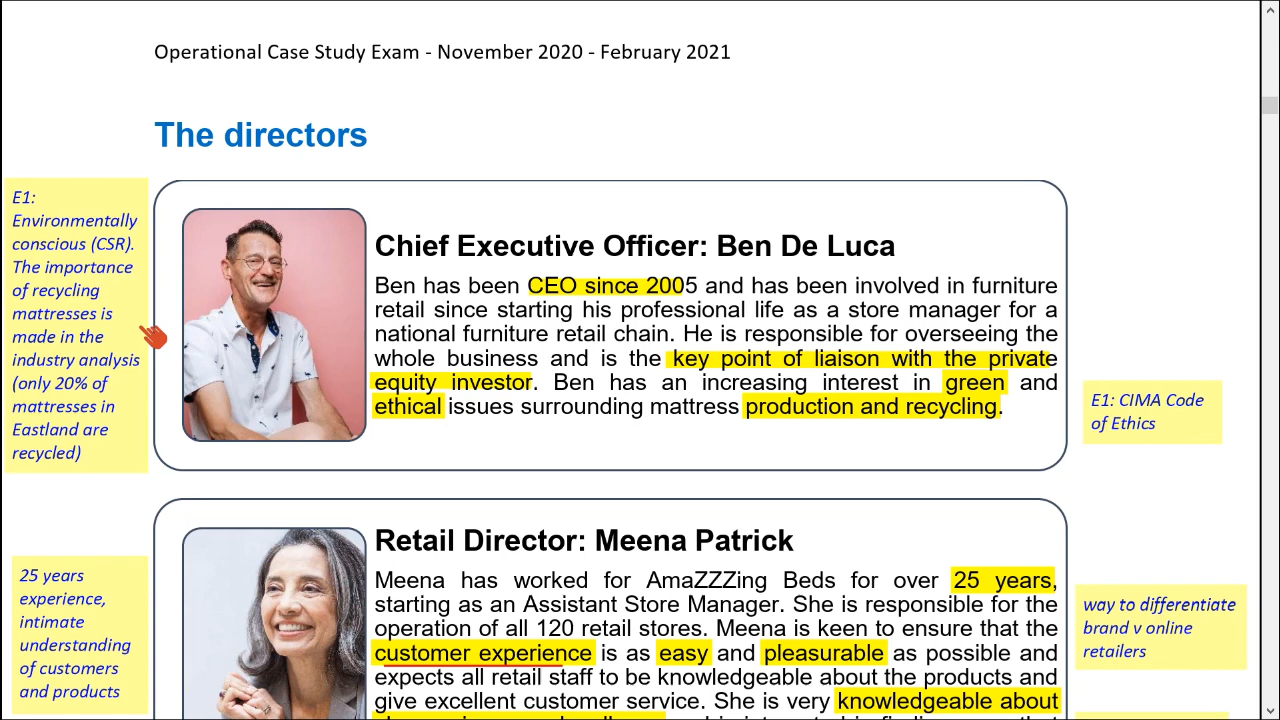 Operational Case Study Exam - November 2020 - February 2021
The directors
E1:
Environmentally
conscious (CSR).
The importance
of recycling
mattresses is
made in the
industry analysis
(only 20% of
mattresses in
Eastland are
recycled)
Chief Executive Officer: Ben De Luca
Ben has been CEO since 2005 and has been involved in furniture
retail since starting his professional life as a store manager for a
national furniture retail chain. He is responsible for overseeing the
whole business and is the key point of liaison with the private
equity investor. Ben has an increasing interest in green and
ethical issues surrounding mattress production and recycling.
E1: CIMA Code
of Ethics
25 years
experience,
intimate
understanding
of customers
and products
Retail Director: Meena Patrick
Meena has worked for AmaZZZing Beds for over 25 years,
starting as an Assistant Store Manager. She is responsible for the
operation of all 120 retail stores. Meena is keen to ensure that the
customer experience is as easy and pleasurable as possible and
expects all retail staff to be knowledgeable about the products and
give excellent customer service. She is very knowledgeable about
way to differentiate
brand v online
retailers